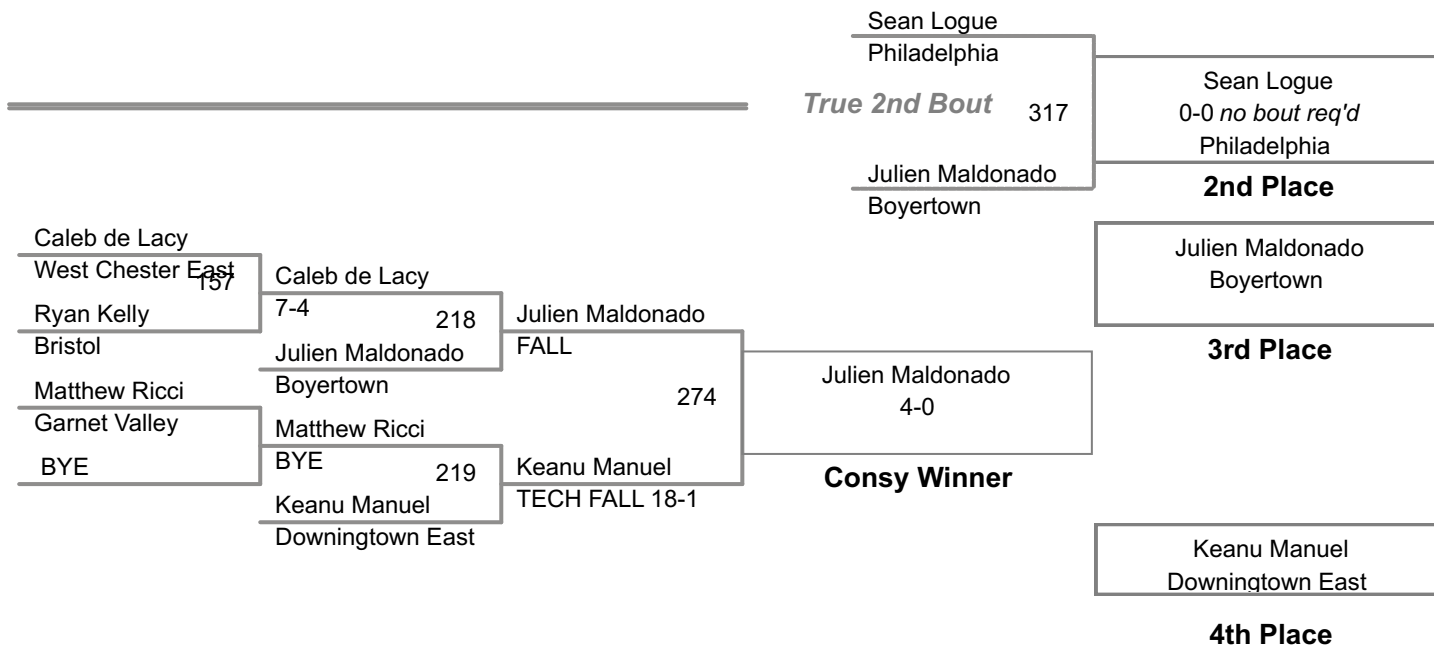 Sean Logue
Philadelphia
True 2nd Bout
317
Sean Logue
0-0 no bout req'd
Philadelphia
2nd Place
Julien Maldonado
Boyertown
Caleb de Lacy
West Chester East
157
Ryan Kelly
Bristol
Caleb de Lacy
7-4
218
Julien Maldonado
Boyertown
Julien Maldonado
FALL
Matthew Ricci
Garnet Valley
BYE
Matthew Ricci
BYE
219
Keanu Manuel
Downingtown East
Keanu Manuel
TECH FALL 18-1
274
Julien Maldonado
4-0
Consy Winner
Julien Maldonado
Boyertown
3rd Place
Keanu Manuel
Downingtown East
4th Place